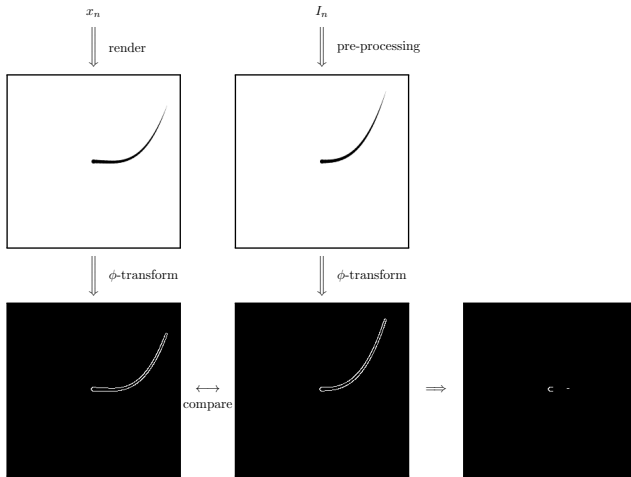 x_n I_n
render pre-processing
ϕ-transform ϕ-transform
compare